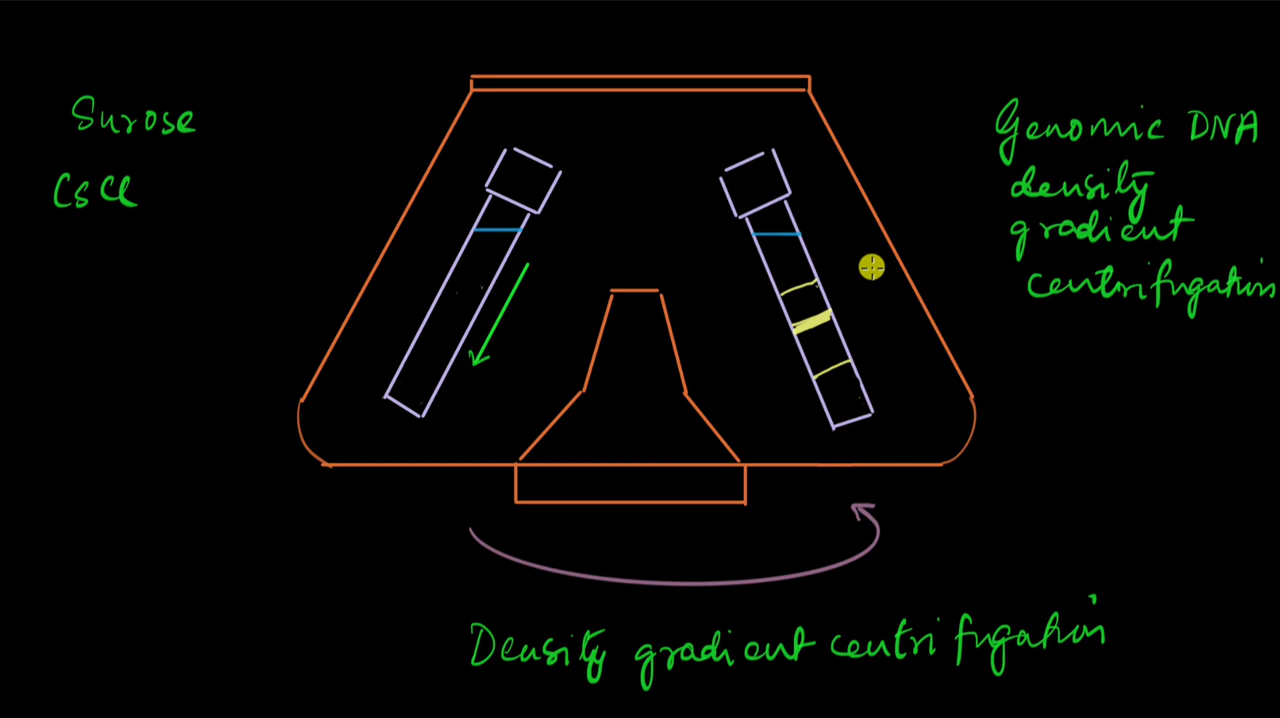 Surose
CsCl
Genomic DNA
density
gradient
centrifugation
Density gradient centrifugation